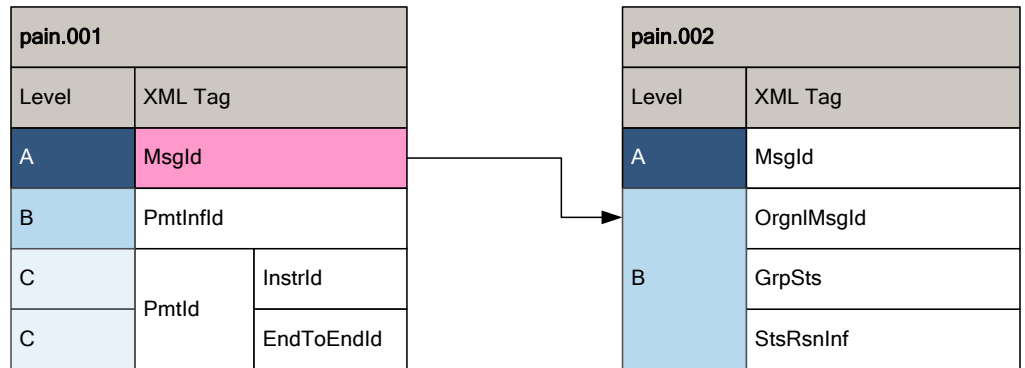 pain.001
Level XML Tag
A MsgId
B PmtInfId
C PmtId InstrId
C EndToEndId
pain.002
Level XML Tag
A MsgId
B OrgnlMsgId
GrpSts
StsRsnInf